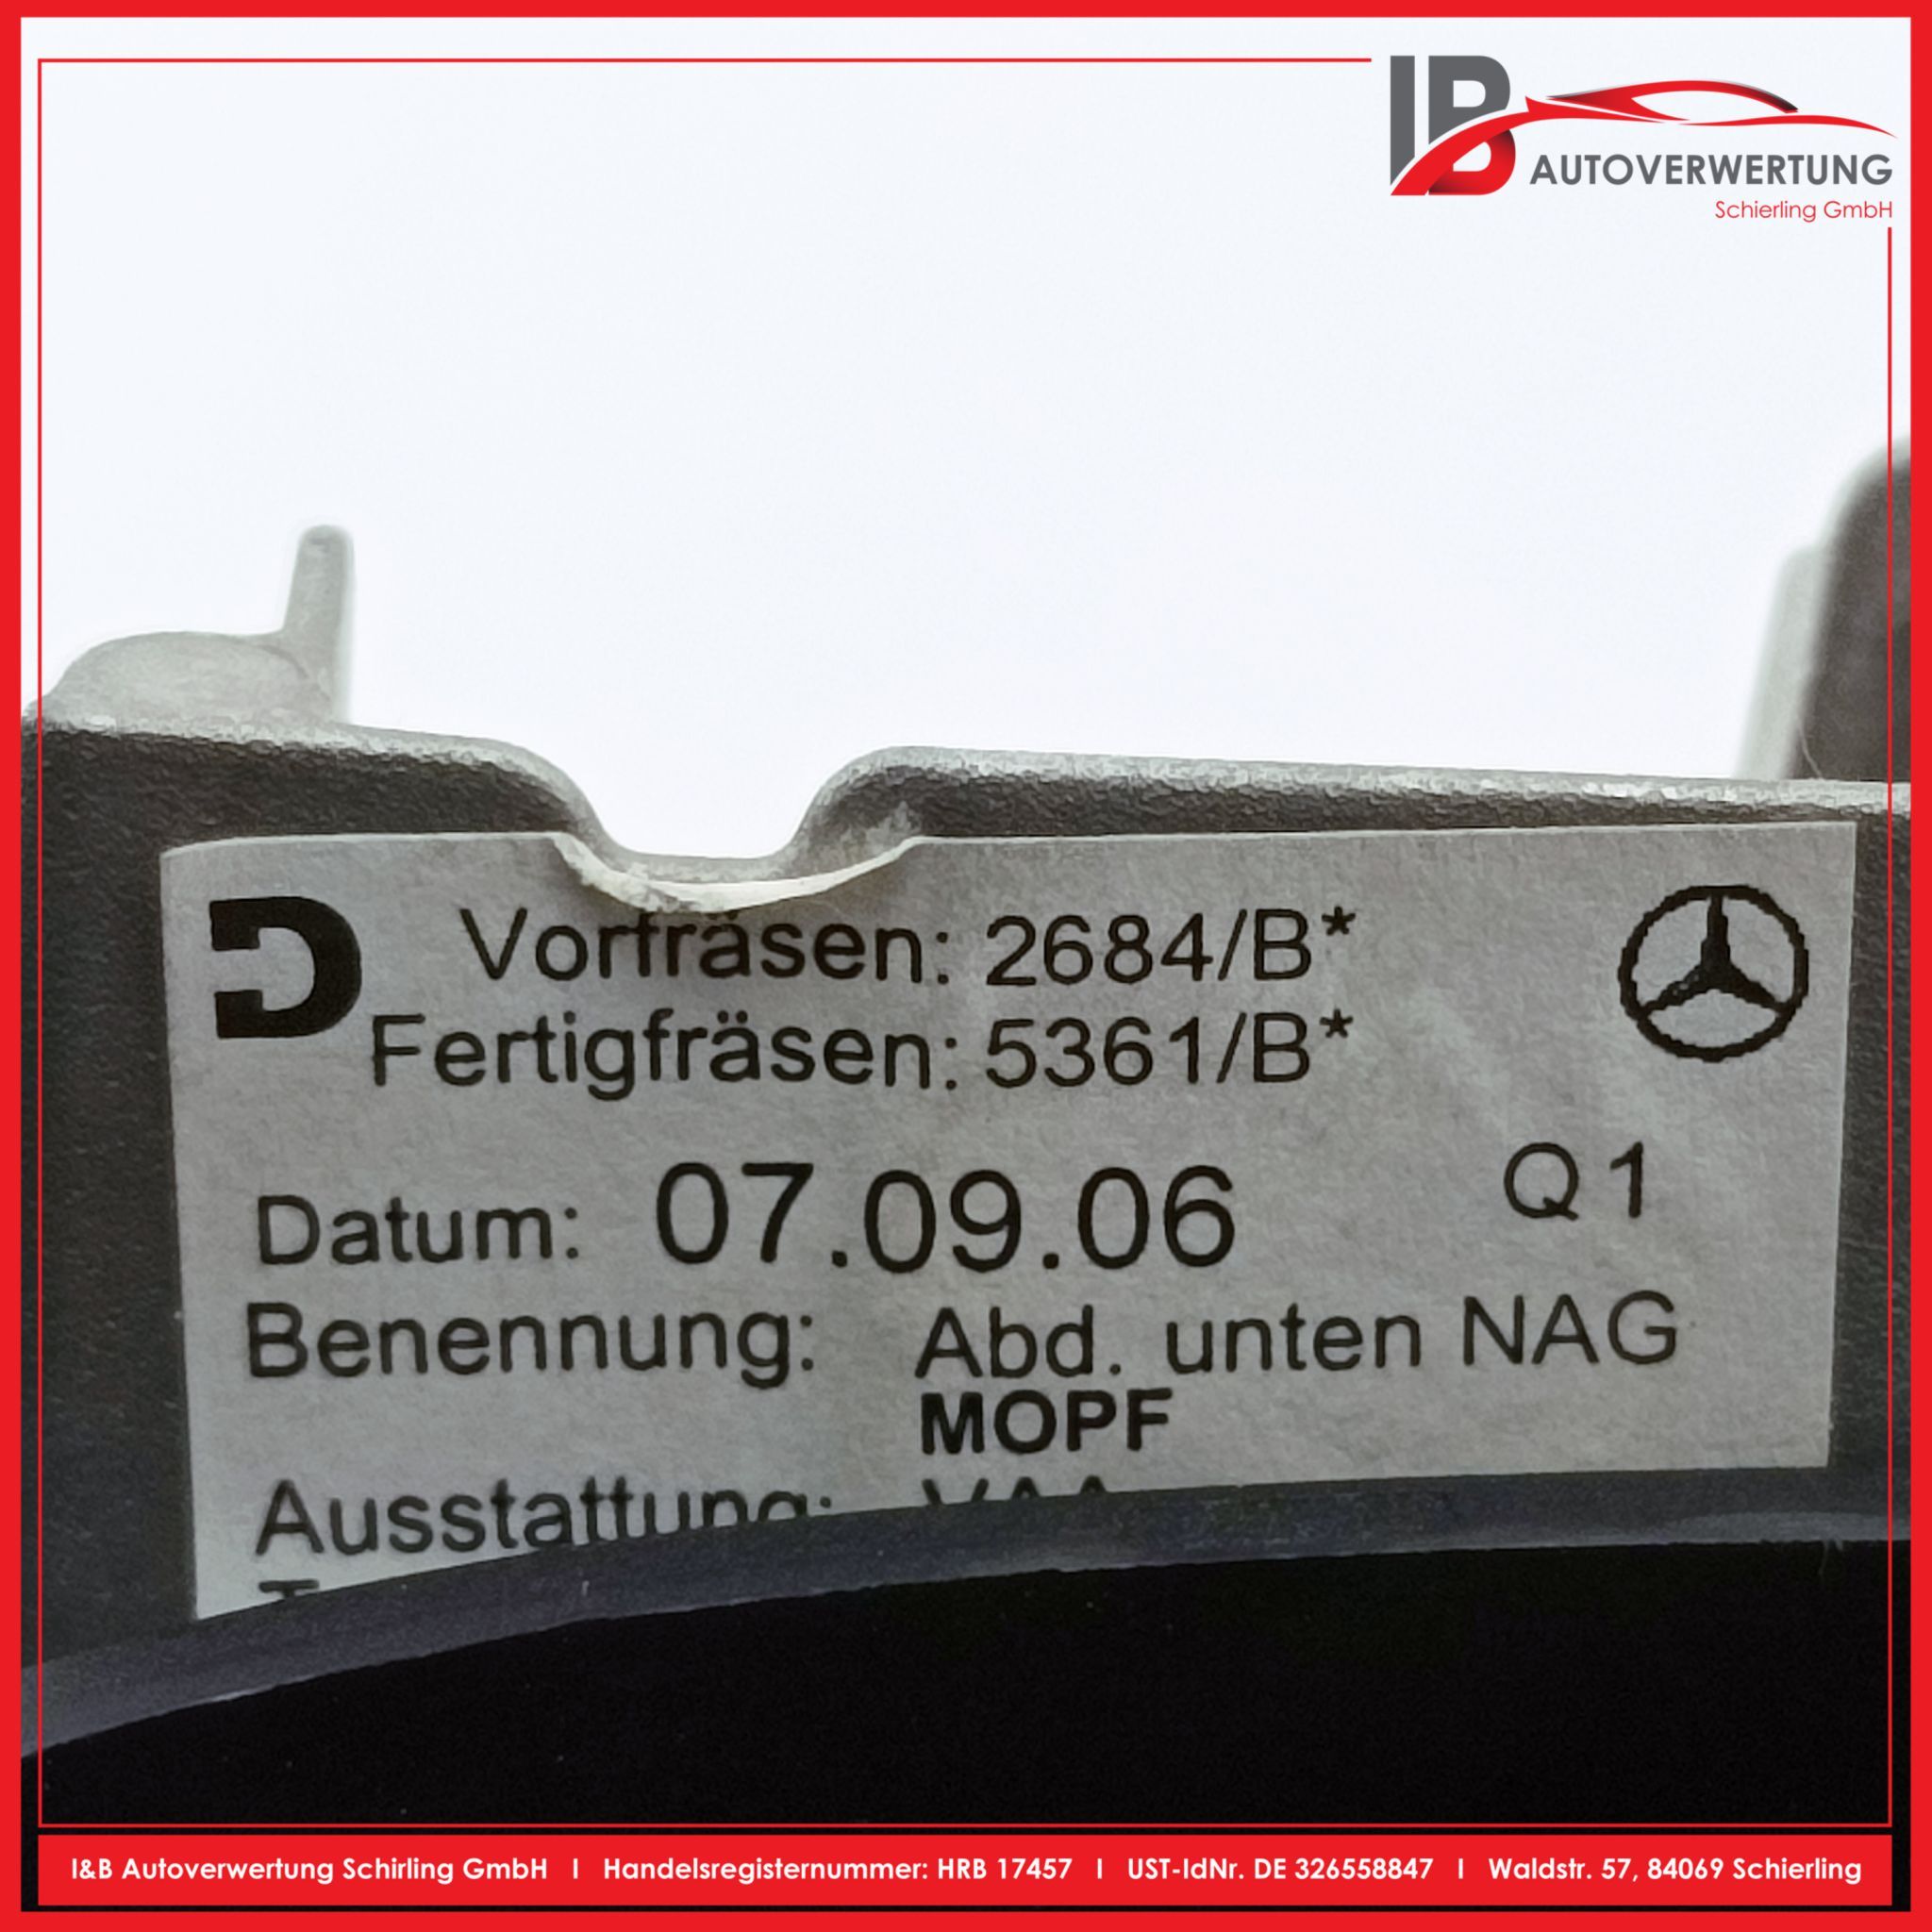 IB AUTOVERWERTUNG
Schierling GmbH
D
Vorfräsen: 2684/B*
Fertigfräsen: 5361/B*
Datum: 07.09.06 Q1
Benennung: Abd. unten NAG
MOPF
Ausstattung:
I&B Autoverwertung Schirling GmbH I Handelsregisternummer: HRB 17457 I UST-IdNr. DE 326558847 I Waldstr. 57, 84069 Schierling